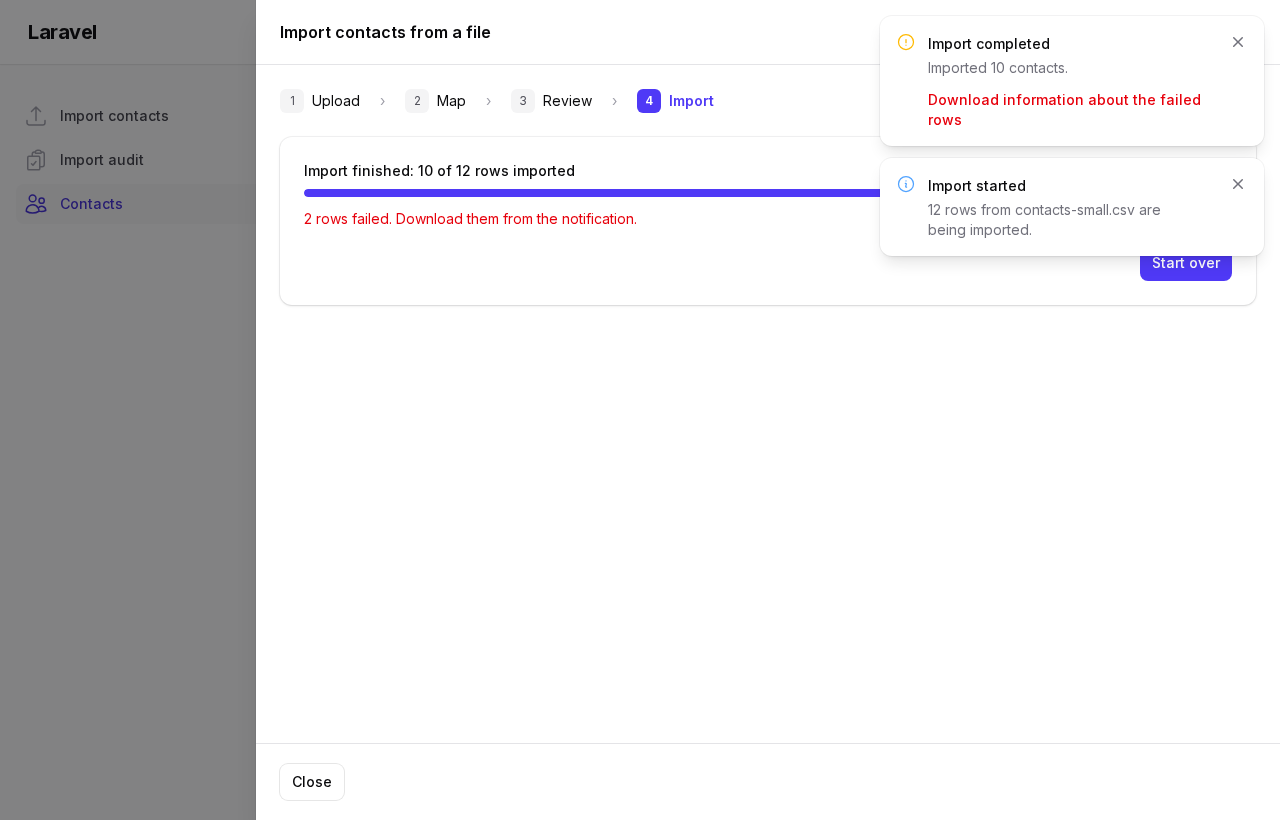 Laravel
Import contacts
Import audit
Contacts
Import contacts from a file
1 Upload › 2 Map › 3 Review › 4 Import
Import finished: 10 of 12 rows imported
2 rows failed. Download them from the notification.
Start over
Import completed
Imported 10 contacts.
Download information about the failed
rows
Import started
12 rows from contacts-small.csv are
being imported.
Close